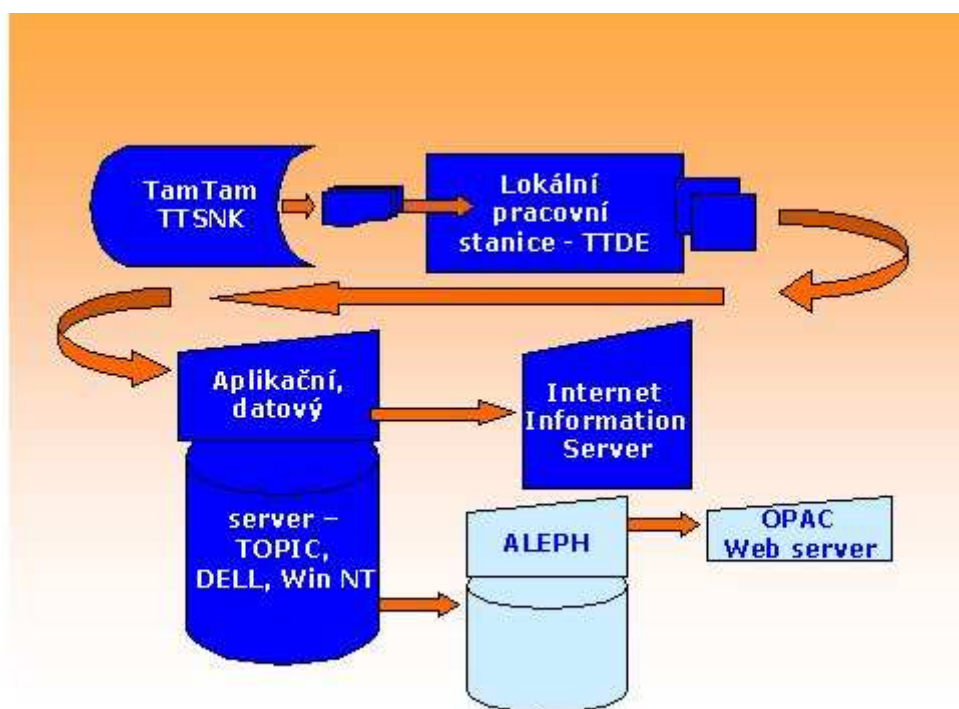 TamTam
TTSNK
Lokální
pracovní
stanice - TTDE
Aplikační,
datový
Internet
Information
Server
server –
TOPIC,
DELL, Win NT
ALEPH
OPAC
Web server